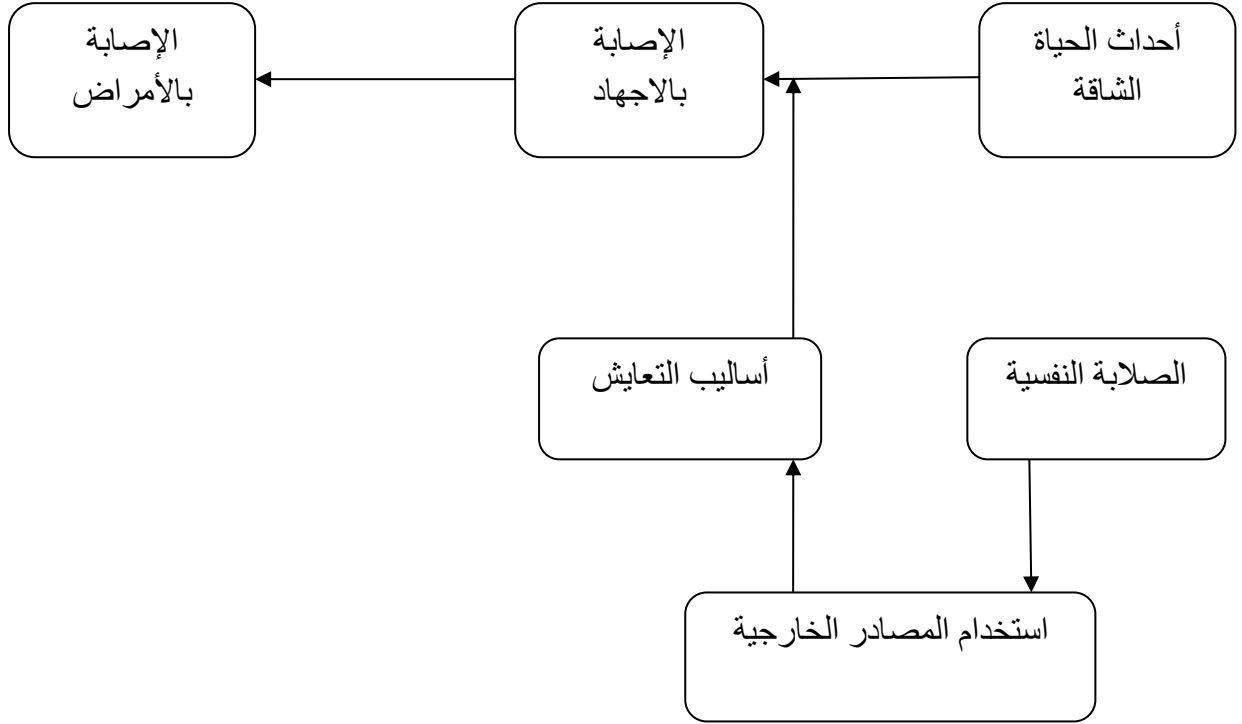 أحداث الحياة
الشاقة
الإصابة
بالاجهاد
الإصابة
بالأمراض
الصلابة النفسية
أساليب التعايش
استخدام المصادر الخارجية